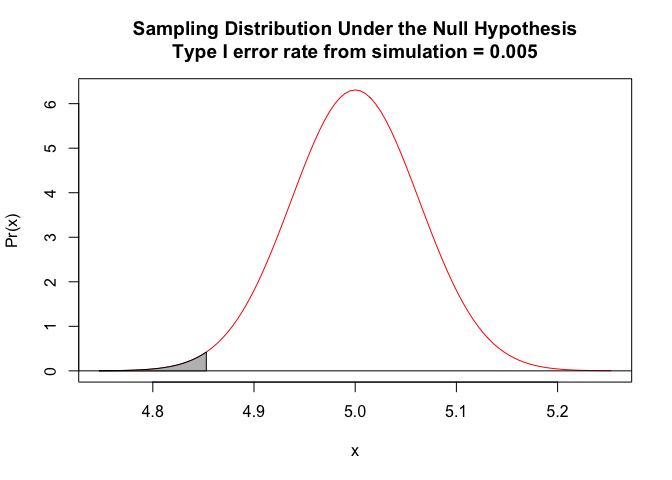 Sampling Distribution Under the Null Hypothesis
Type I error rate from simulation = 0.005
6
5
4
3
2
1
0
Pr(x)
4.8 4.9 5.0 5.1 5.2
x